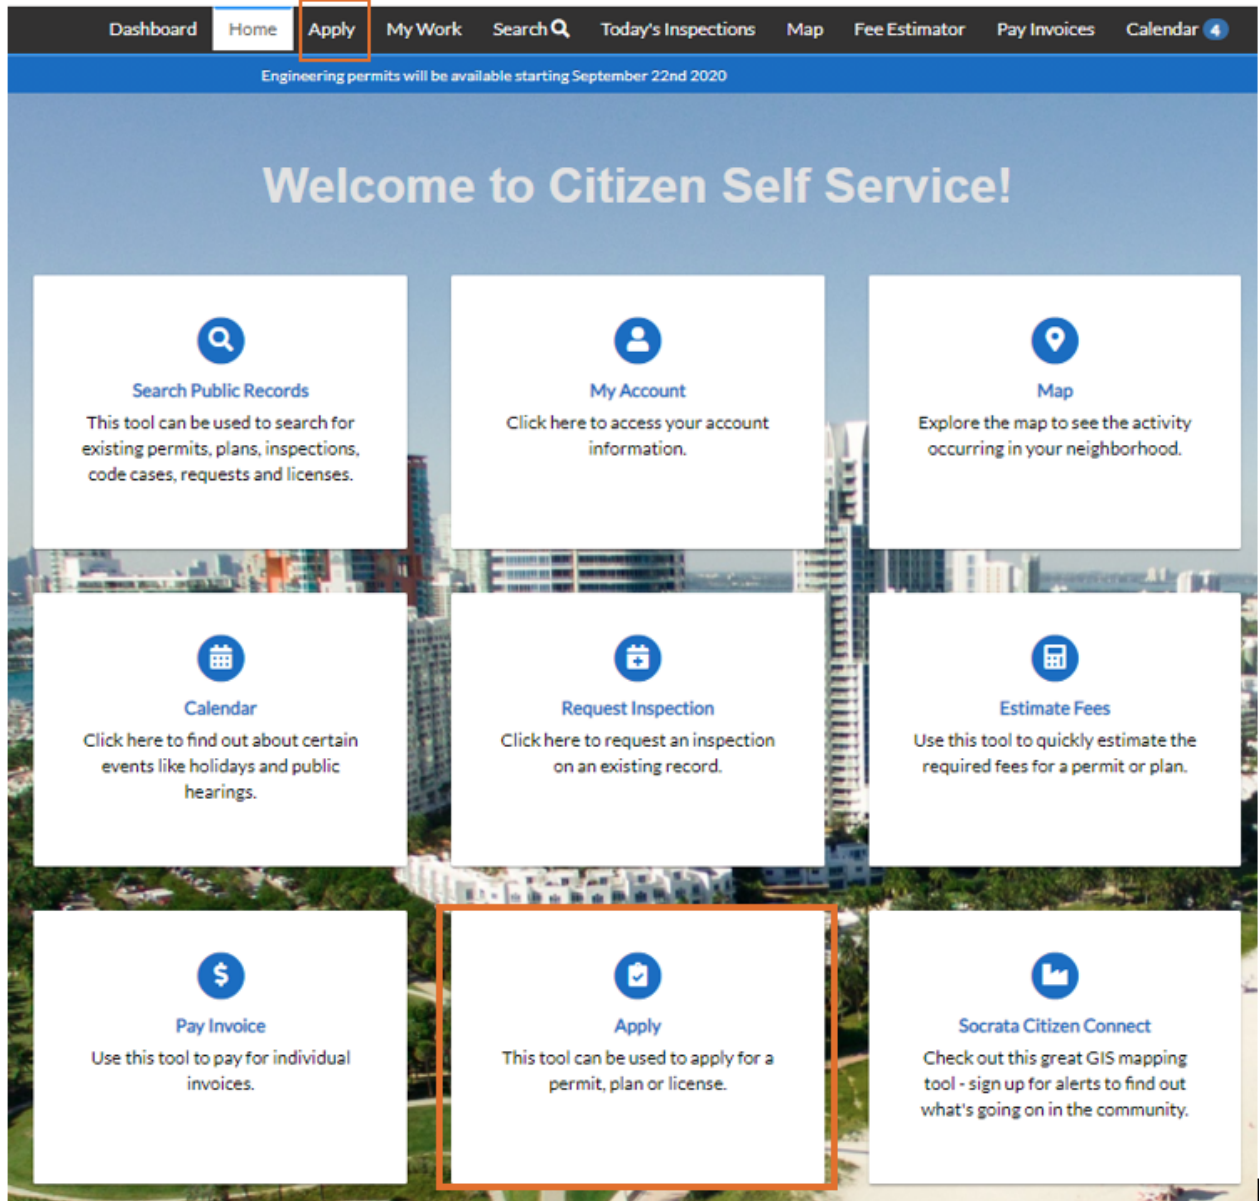 Dashboard Home Apply My Work Search Today's Inspections Map Fee Estimator Pay Invoices Calendar 4
Engineering permits will be available starting September 22nd 2020
Welcome to Citizen Self Service!
Search Public Records
This tool can be used to search for
existing permits, plans, inspections,
code cases, requests and licenses.
My Account
Click here to access your account
information.
Map
Explore the map to see the activity
occurring in your neighborhood.
Calendar
Click here to find out about certain
events like holidays and public
hearings.
Request Inspection
Click here to request an inspection
on an existing record.
Estimate Fees
Use this tool to quickly estimate the
required fees for a permit or plan.
Pay Invoice
Use this tool to pay for individual
invoices.
Apply
This tool can be used to apply for a
permit, plan or license.
Socrata Citizen Connect
Check out this great GIS mapping
tool - sign up for alerts to find out
what's going on in the community.